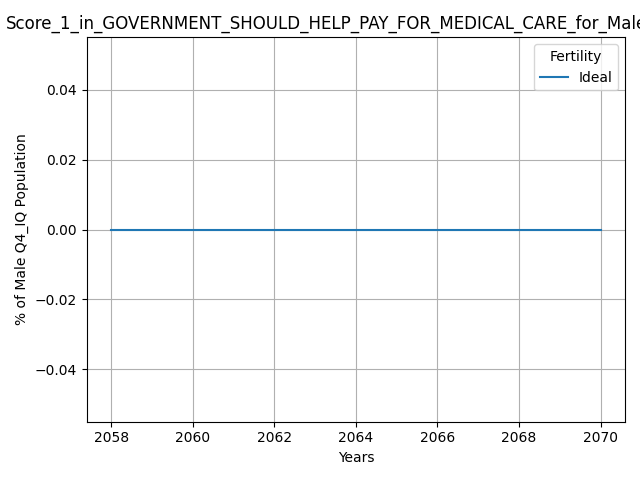 Score_1_in_GOVERNMENT_SHOULD_HELP_PAY_FOR_MEDICAL_CARE_for_Male
Fertility
Ideal
% of Male Q4_IQ Population
0.04
0.02
0.00
−0.02
−0.04
2058 2060 2062 2064 2066 2068 2070
Years